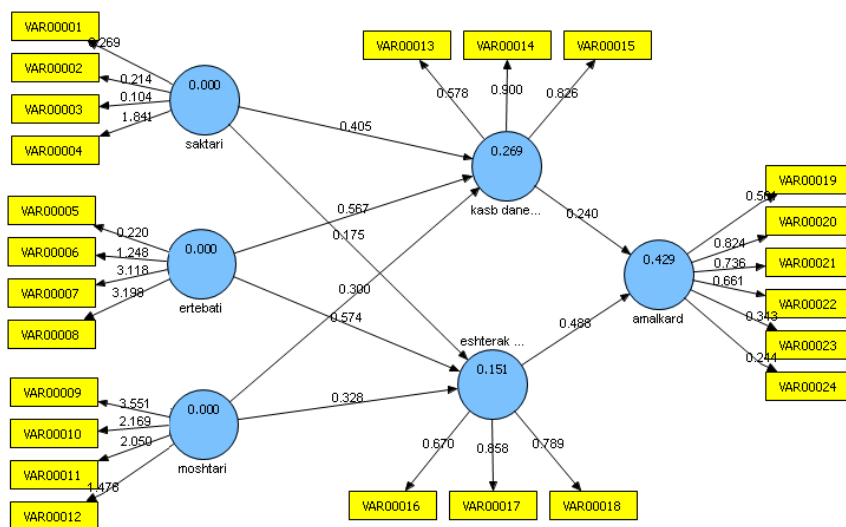 VAR00001
VAR00002
VAR00003
VAR00004
0.269
0.214
0.104
1.841
0.000
saktari
VAR00005
VAR00006
VAR00007
VAR00008
0.220
1.248
3.118
3.198
0.000
ertebati
VAR00009
VAR00010
VAR00011
VAR00012
3.551
2.169
2.050
1.476
0.000
moshtari
0.405
0.175
0.567
0.574
0.300
0.328
VAR00013
VAR00014
VAR00015
0.578
0.900
0.826
0.269
kasb dane...
eshterak ...
0.151
0.670
0.858
0.789
VAR00016
VAR00017
VAR00018
0.240
0.488
0.429
amalkard
0.824
0.736
0.661
0.343
0.244
VAR00019
VAR00020
VAR00021
VAR00022
VAR00023
VAR00024